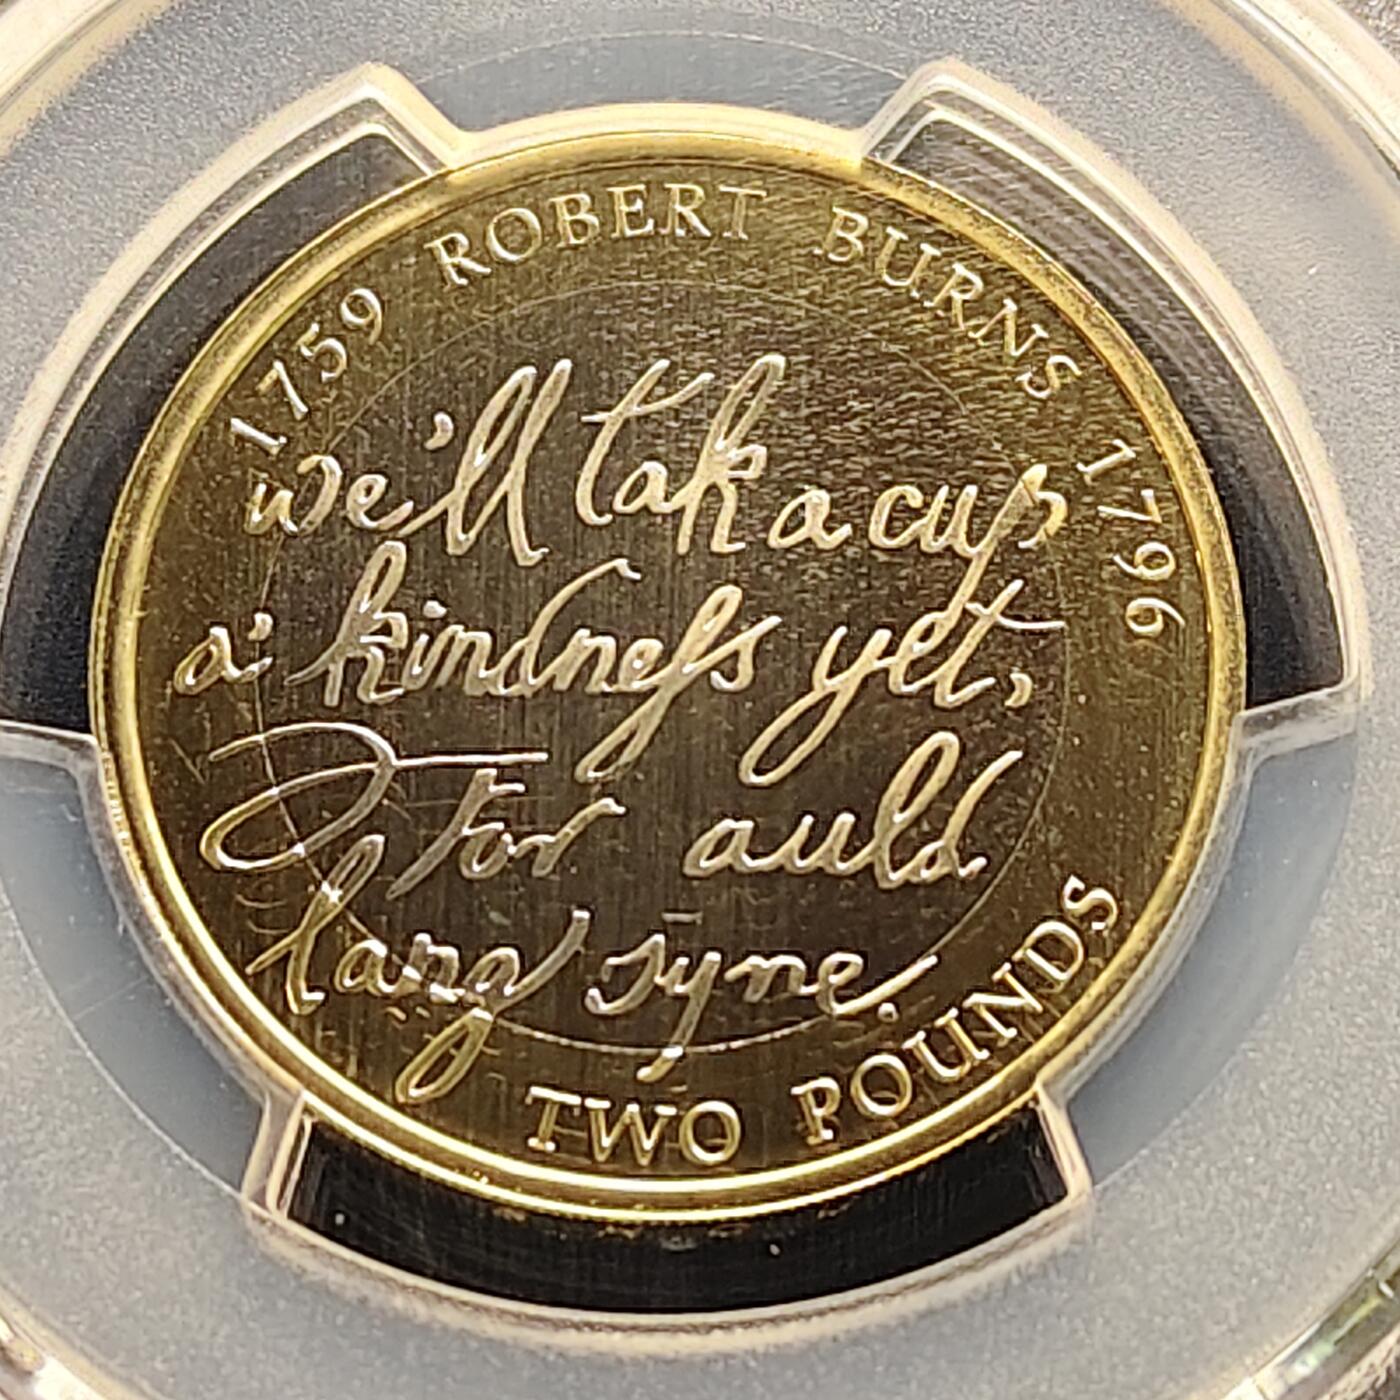 1759 ROBERT BURNS 1796
we'll tak a cup
a' kindneſs yet,
For auld
lang syne.
TWO POUNDS